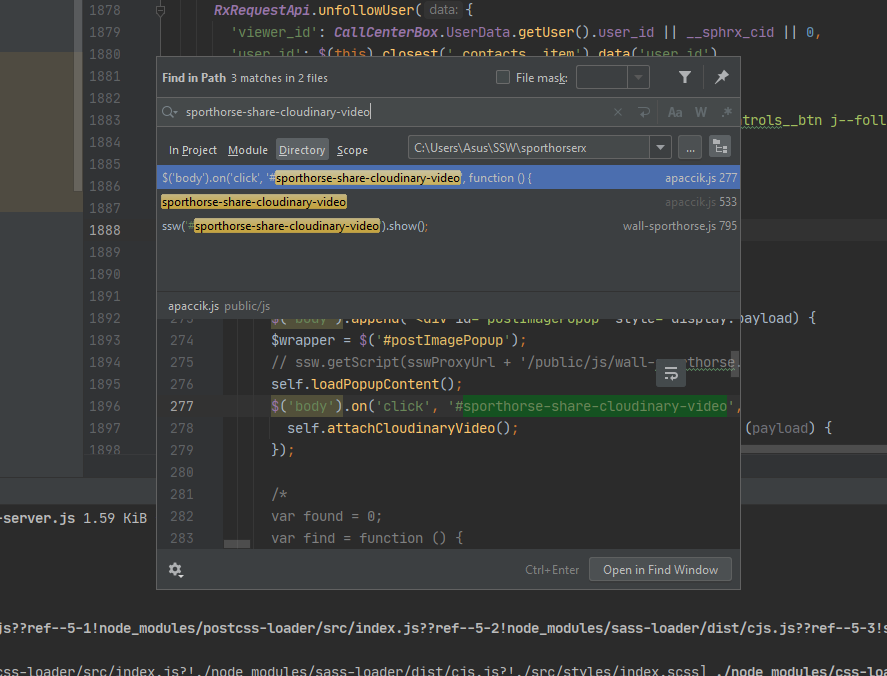 1878 RxRequestApi.unfollowUser( data: {
1879 'viewer_id': CallCenterBox.UserData.getUser().user_id || __sphrx_cid || 0,
1880 'user_id': $(this).closest('.contacts__item').data('user_id')
1881
1882
1883 trols__btn j--foll
1884
1885
1886
1887
1888
1889
1890
1891
1892 payload) {
1893
1894
1895
1896
1897 (payload) {
1898
Find in Path 3 matches in 2 files
File mask:
sporthorse-share-cloudinary-video
Aa W .*
In Project Module Directory Scope C:\Users\Asus\SSW\sporthorserx ...
$('body').on('click', '#sporthorse-share-cloudinary-video', function () { apaccik.js 277
sporthorse-share-cloudinary-video apaccik.js 533
ssw('#sporthorse-share-cloudinary-video').show(); wall-sporthorse.js 795
apaccik.js public/js
273 $('body').append('<div id="postImagePopup" style="display:
274 $wrapper = $('#postImagePopup');
275 // ssw.getScript(sswProxyUrl + '/public/js/wall-sporthorse.
276 self.loadPopupContent();
277 $('body').on('click', '#sporthorse-share-cloudinary-video',
278 self.attachCloudinaryVideo();
279 });
280
281 /*
282 var found = 0;
283 var find = function () {
Ctrl+Enter Open in Find Window
-server.js 1.59 KiB
js??ref--5-1!node_modules/postcss-loader/src/index.js??ref--5-2!node_modules/sass-loader/dist/cjs.js??ref--5-3!s
css-loader/src/index.js?!./node_modules/sass-loader/dist/cjs.js?!./src/styles/index.scss] ./node_modules/css-loa